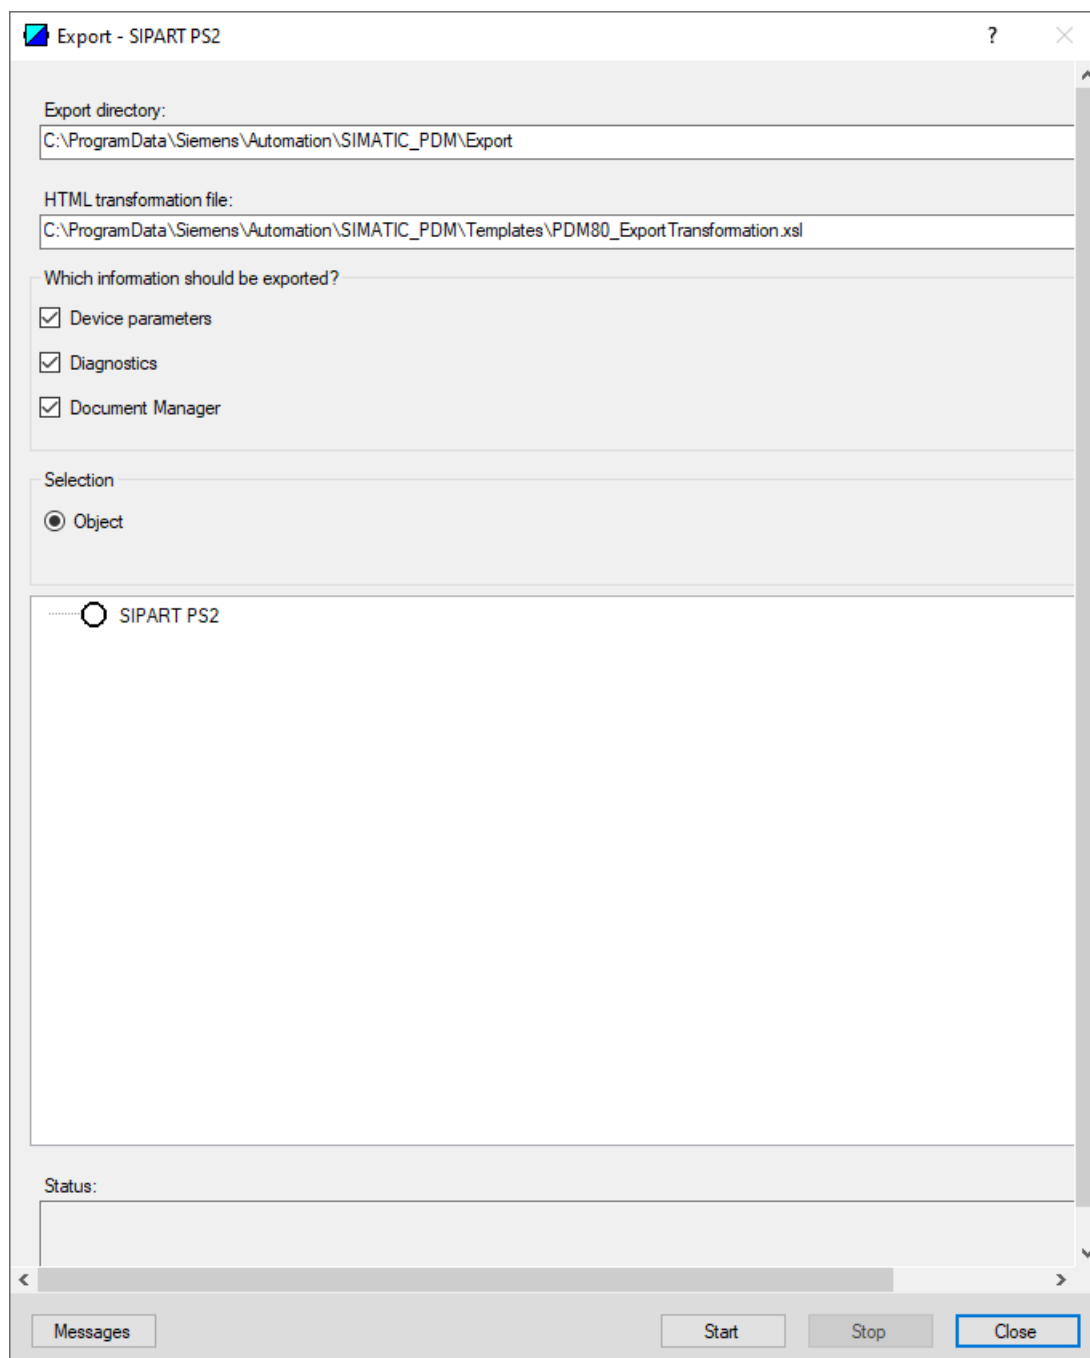 Export - SIPART PS2 ?
Export directory:
C:\ProgramData\Siemens\Automation\SIMATIC_PDM\Export
HTML transformation file:
C:\ProgramData\Siemens\Automation\SIMATIC_PDM\Templates\PDM80_ExportTransformation.xsl
Which information should be exported?
Device parameters
Diagnostics
Document Manager
Selection
Object
SIPART PS2
Status:
Messages Start Stop Close